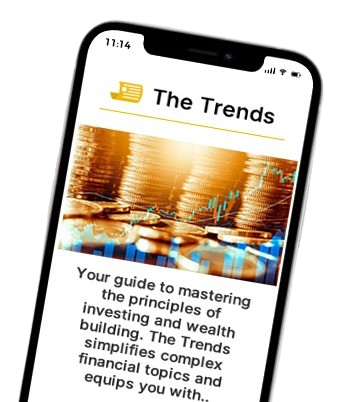 11:14
The Trends
Your guide to mastering
the principles of
investing and wealth
building. The Trends
simplifies complex
financial topics and
equips you with..